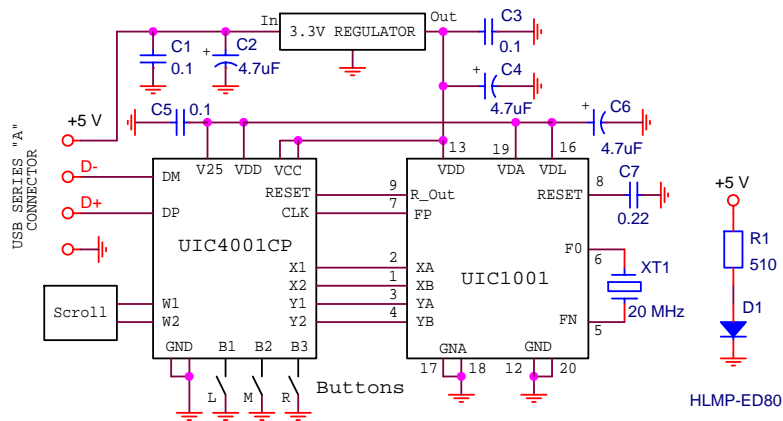 In
3.3V REGULATOR
Out
C1
0.1
+
C2
4.7uF
C3
0.1
+
C4
4.7uF
C5
0.1
+
C6
4.7uF
+5 V
USB SERIES "A"
CONNECTOR
D-
D+
V25
VDD
VCC
DM
DP
RESET
CLK
UIC4001CP
X1
X2
Y1
Y2
W1
W2
GND
B1
B2
B3
Scroll
L
M
R
Buttons
9
7
2
1
3
4
13
19
16
VDD
VDA
VDL
R_Out
FP
RESET
8
C7
0.22
UIC1001
XA
XB
YA
YB
F0
6
XT1
20 MHz
FN
5
GNA
GND
17
18
12
20
+5 V
R1
510
D1
HLMP-ED80